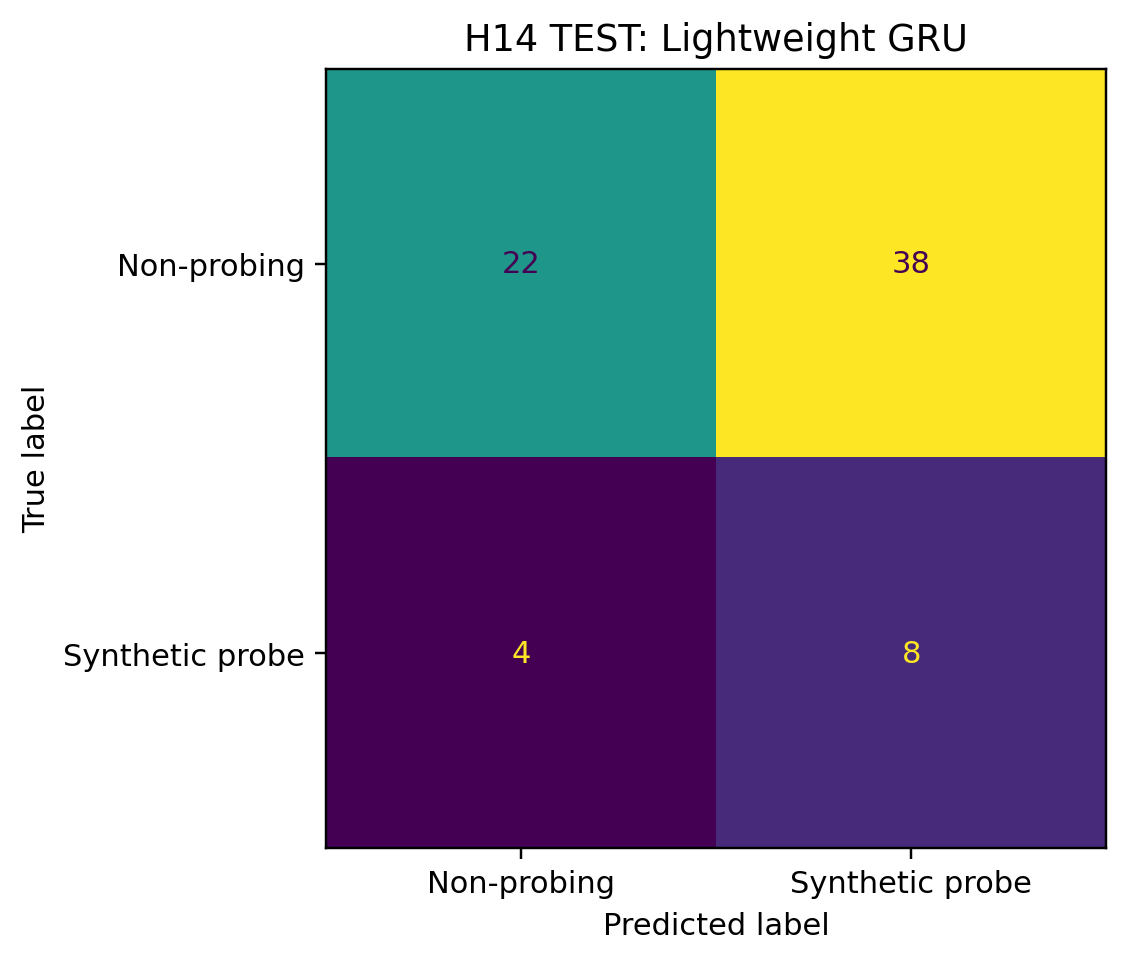 H14 TEST: Lightweight GRU
Non-probing
22
38
True label
Synthetic probe
4
8
Non-probing
Synthetic probe
Predicted label